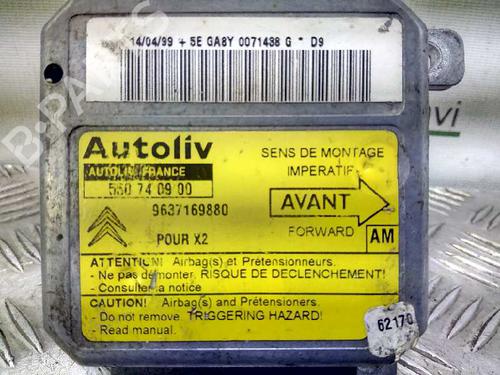 14/04/99 + 5E GA8Y 0071438 G * D9
B-PARTS
Autoliv
AUTOLIV FRANCE
550 74 09 00
9637169880
POUR X2
SENS DE MONTAGE
IMPERATIF
AVANT
FORWARD
AM
ATTENTION! Airbag(s) et Prétensionneurs.
- Ne pas démonter. RISQUE DE DECLENCHEMENT!
- Consulter la notice
CAUTION! Airbag(s) and Prétensioners.
- Do not remove. TRIGGERING HAZARD!
- Read manual.
62170